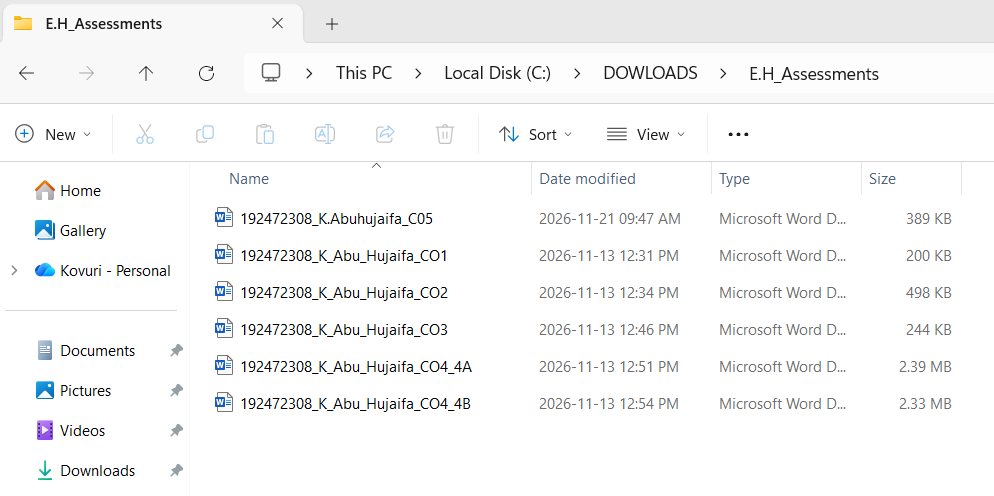 E.H_Assessments
This PC > Local Disk (C:) > DOWLOADS > E.H_Assessments
New Sort View
Name Date modified Type Size
Home
Gallery
Kovuri - Personal
Documents
Pictures
Videos
Downloads
192472308_K.Abuhujaifa_C05 2026-11-21 09:47 AM Microsoft Word D... 389 KB
192472308_K_Abu_Hujaifa_CO1 2026-11-13 12:31 PM Microsoft Word D... 200 KB
192472308_K_Abu_Hujaifa_CO2 2026-11-13 12:34 PM Microsoft Word D... 498 KB
192472308_K_Abu_Hujaifa_CO3 2026-11-13 12:46 PM Microsoft Word D... 244 KB
192472308_K_Abu_Hujaifa_CO4_4A 2026-11-13 12:51 PM Microsoft Word D... 2.39 MB
192472308_K_Abu_Hujaifa_CO4_4B 2026-11-13 12:54 PM Microsoft Word D... 2.33 MB